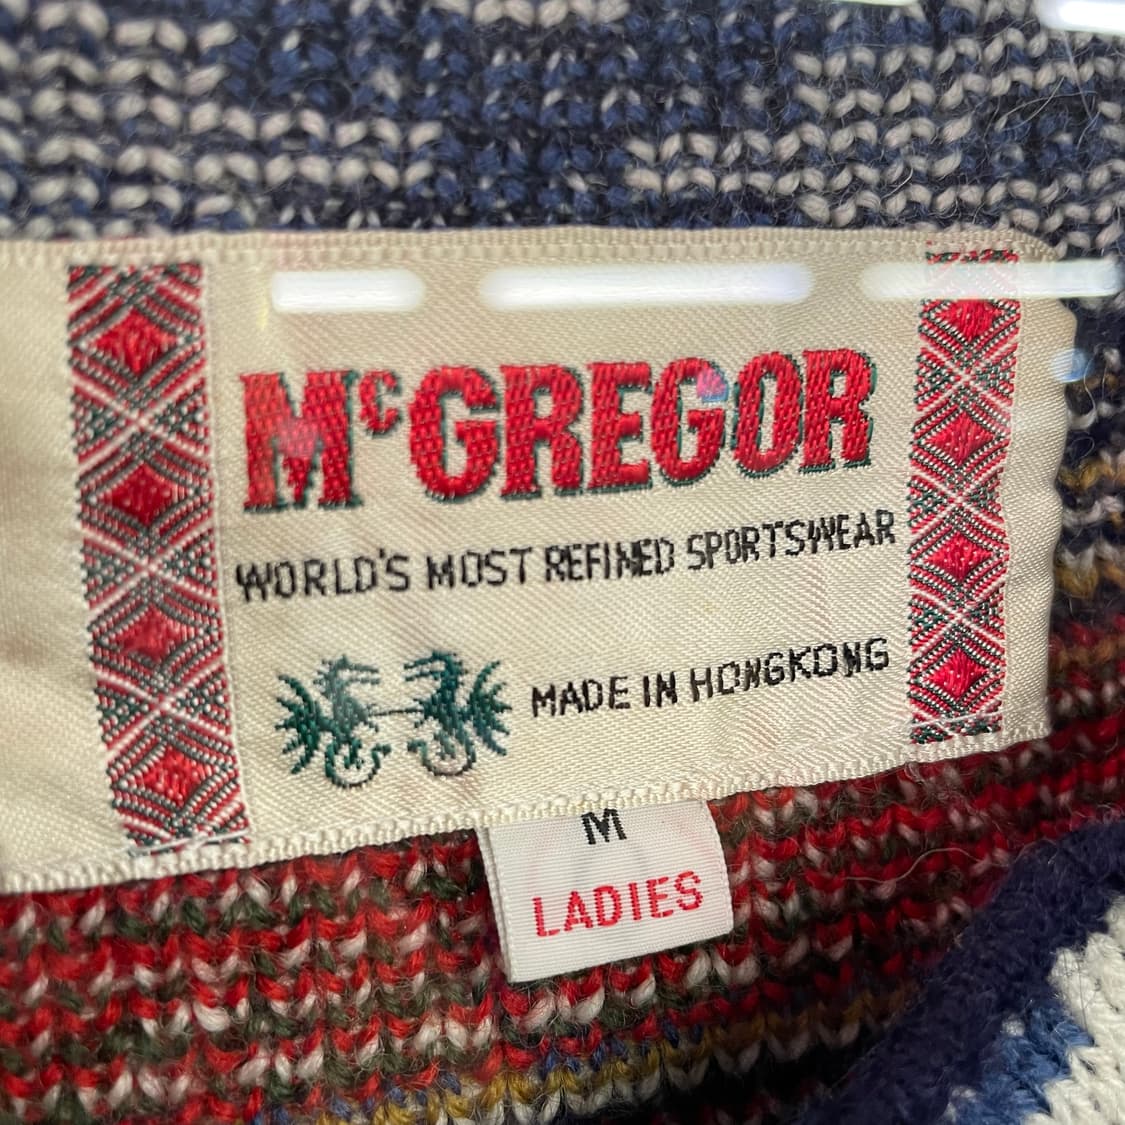 McGREGOR
WORLD'S MOST REFINED SPORTSWEAR
MADE IN HONGKONG
M
LADIES